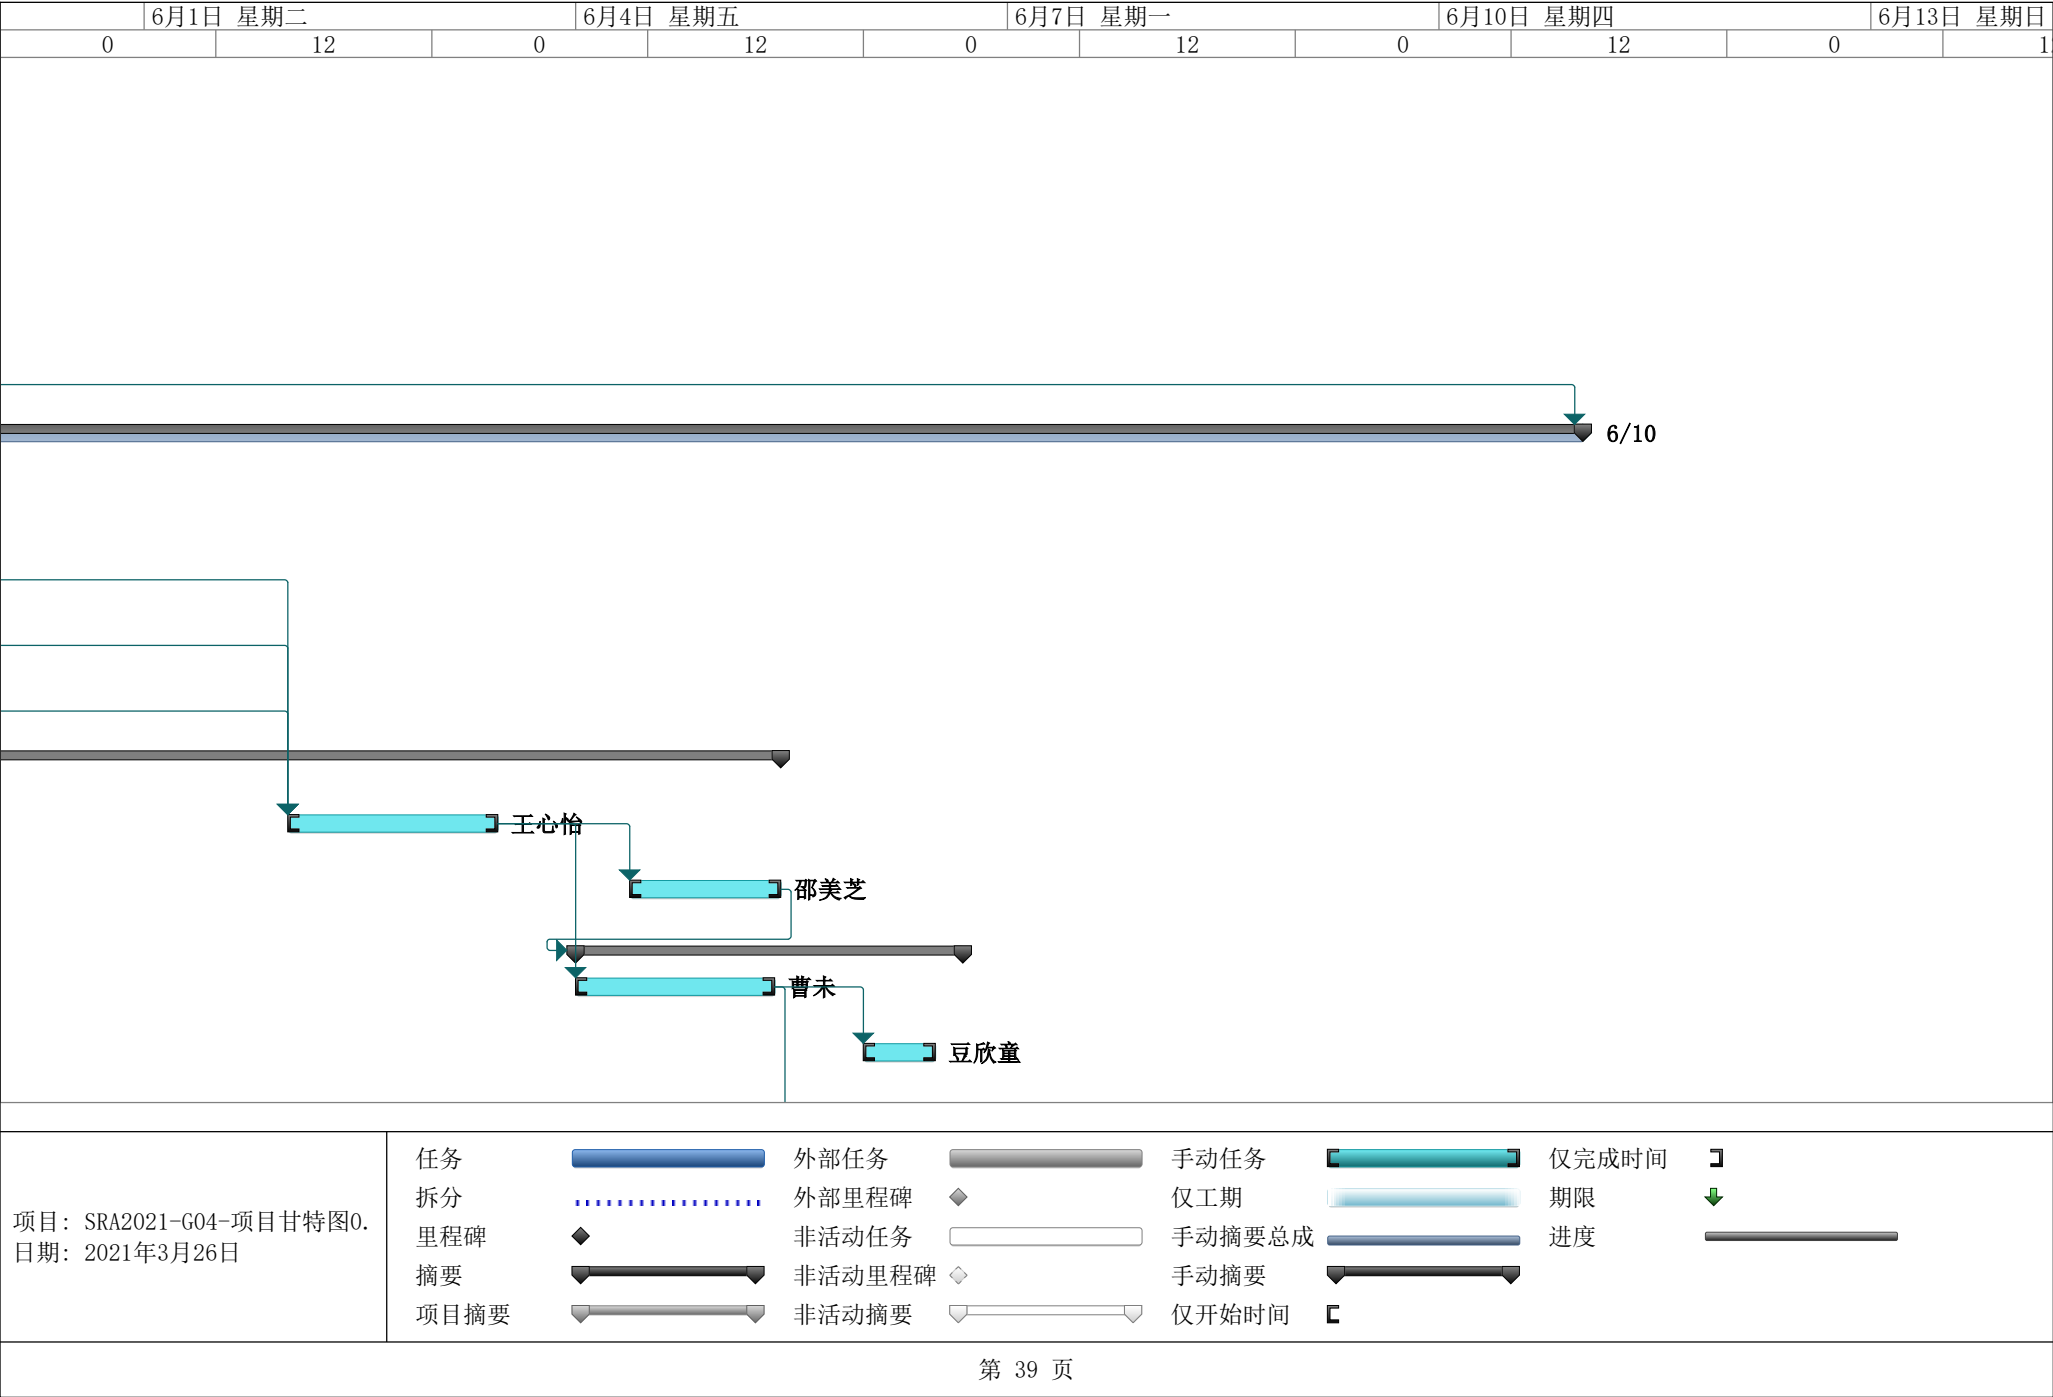 6月1日 星期二 6月4日 星期五 6月7日 星期一 6月10日 星期四 6月13日 星期日
0 12 0 12 0 12 0 12 0
6/10
王心怡
邵美芝
曹未
豆欣童
任务 外部任务 手动任务 仅完成时间
拆分 外部里程碑 仅工期 期限
里程碑 非活动任务 手动摘要总成 进度
摘要 非活动里程碑 手动摘要
项目摘要 非活动摘要 仅开始时间
项目: SRA2021-G04-项目甘特图0.
日期: 2021年3月26日
第 39 页